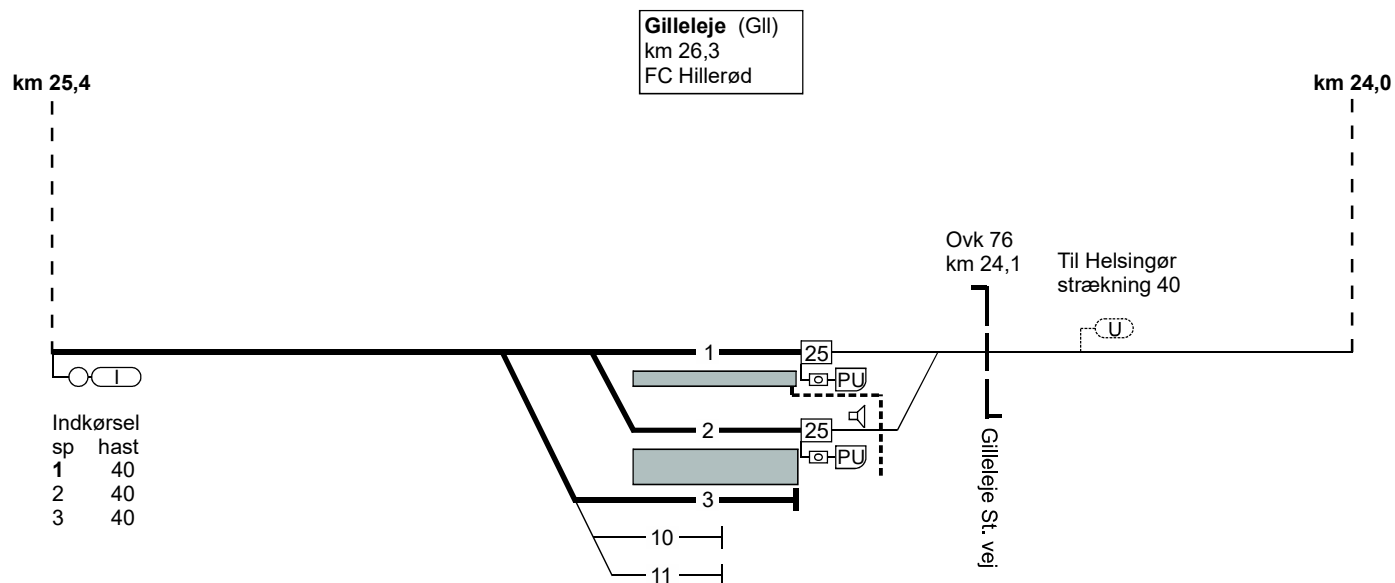 Gilleleje (Gll)
km 26,3
FC Hillerød
km 25,4
km 24,0
Ovk 76
km 24,1
Til Helsingør
strækning 40
U
1
25
I
PU
Indkørsel
sp hast
1 40
2 40
3 40
2
25
PU
3
Gilleleje St. vej
10
11